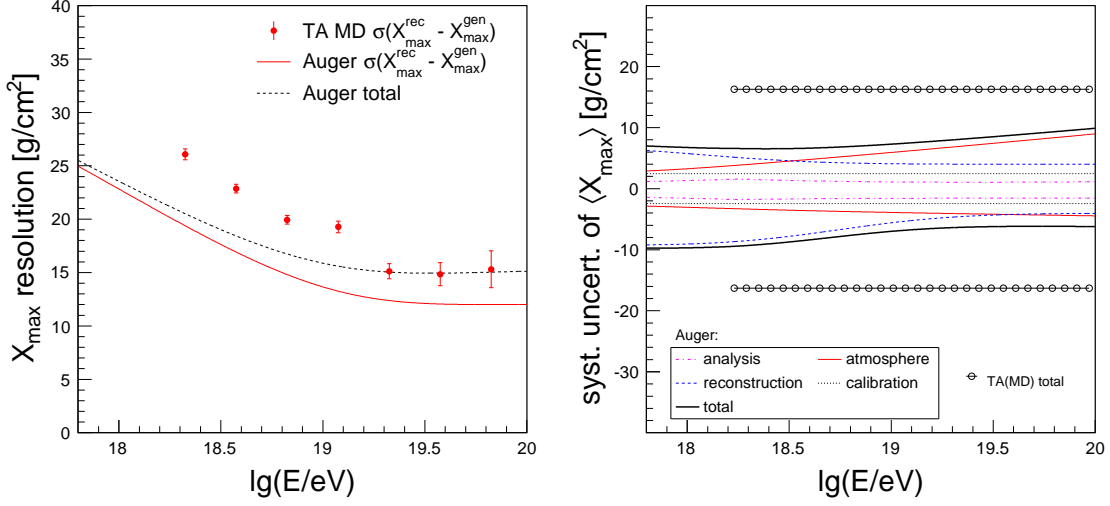 40
35
30
25
20
15
10
5
0
X_max resolution [g/cm²]
TA MD σ(X_max^rec - X_max^gen)
Auger σ(X_max^rec - X_max^gen)
Auger total
18 18.5 19 19.5 20
lg(E/eV)
20
10
0
-10
-20
-30
syst. uncert. of ⟨X_max⟩ [g/cm²]
Auger:
analysis atmosphere
reconstruction calibration
total
TA(MD) total
18 18.5 19 19.5 20
lg(E/eV)